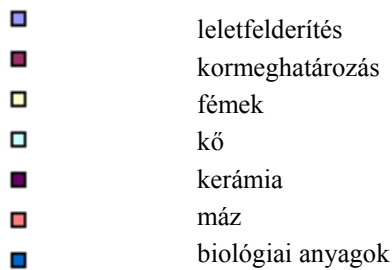 leletfelderítés
kormeghatározás
fémek
kő
kerámia
máz
biológiai anyagok